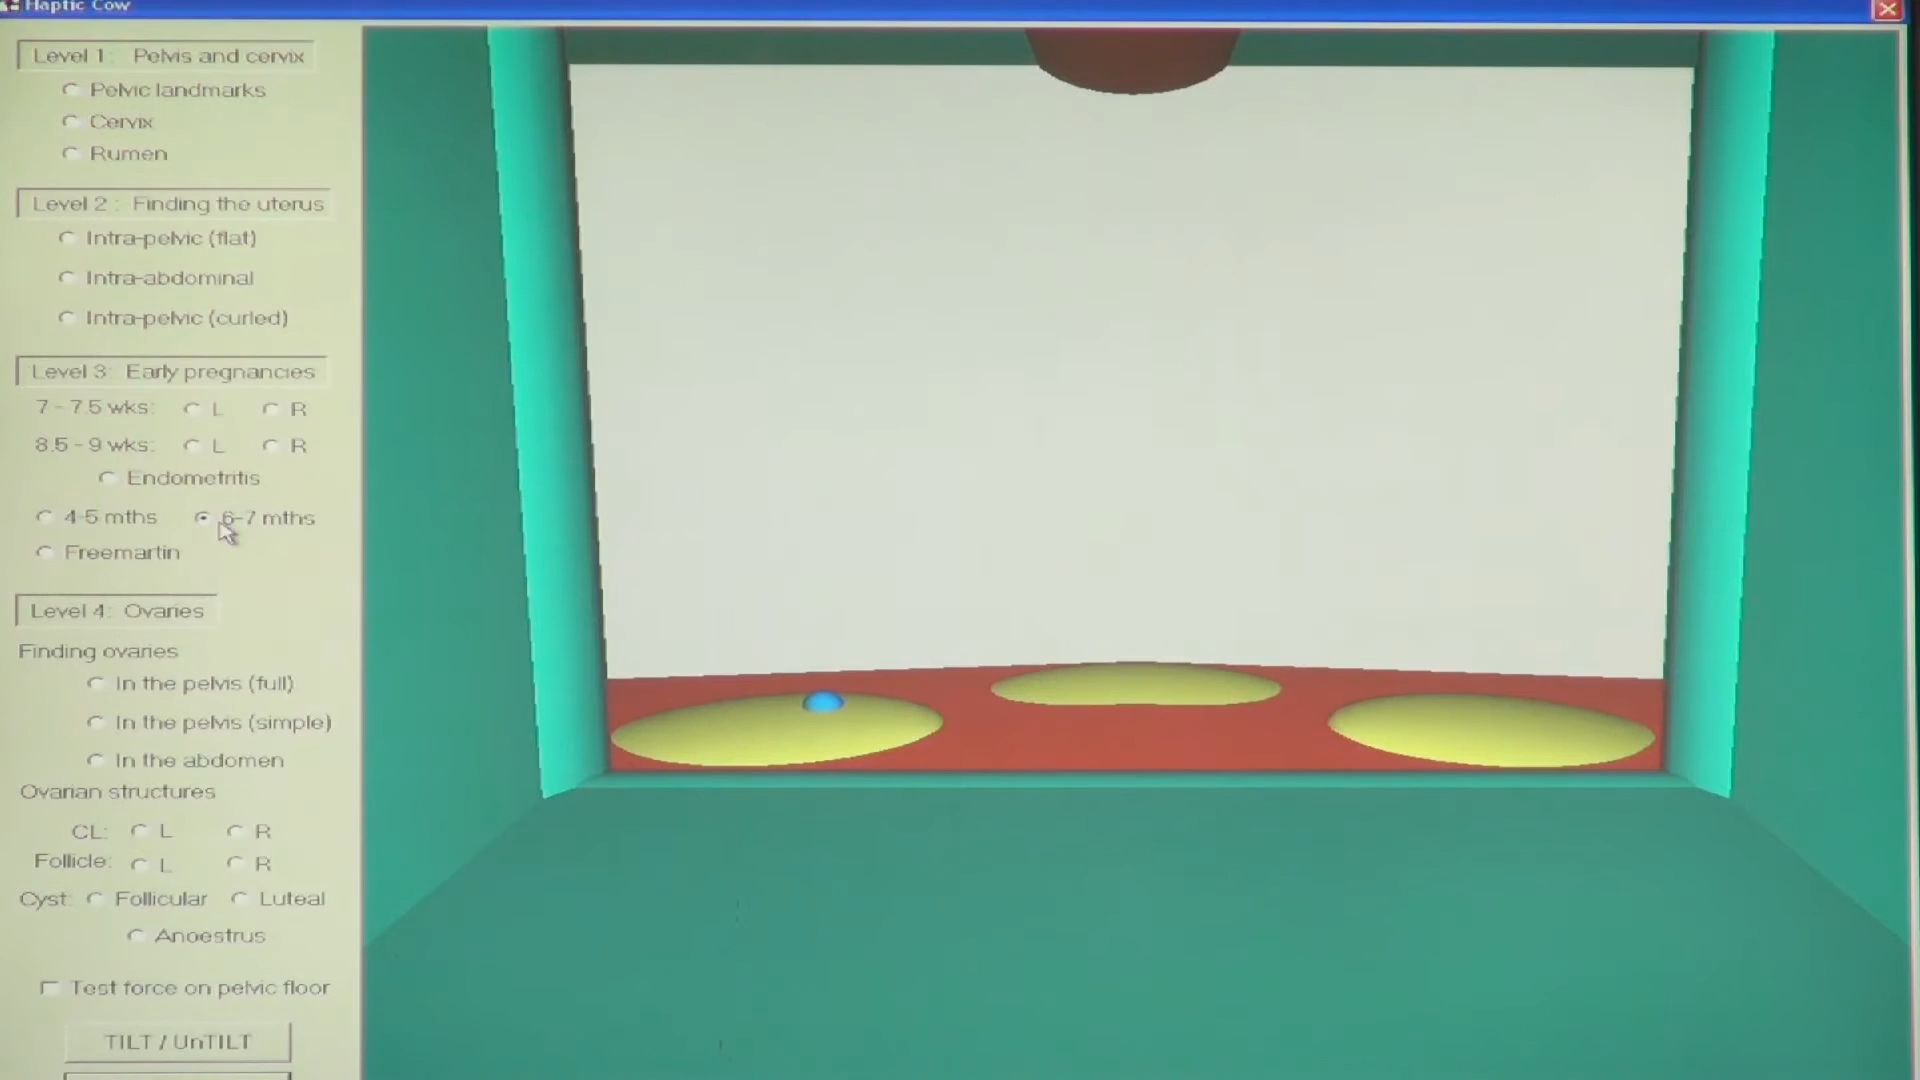 Haptic Cow
Level 1: Pelvis and cervix
Pelvic landmarks
Cervix
Rumen
Level 2 : Finding the uterus
Intra-pelvic (flat)
Intra-abdominal
Intra-pelvic (curled)
Level 3: Early pregnancies
7 - 7.5 wks: L R
8.5 - 9 wks: L R
Endometritis
4-5 mths 6-7 mths
Freemartin
Level 4: Ovaries
Finding ovaries
In the pelvis (full)
In the pelvis (simple)
In the abdomen
Ovarian structures
CL: L R
Follicle: L R
Cyst: Follicular Luteal
Anoestrus
Test force on pelvic floor
TILT / UnTILT